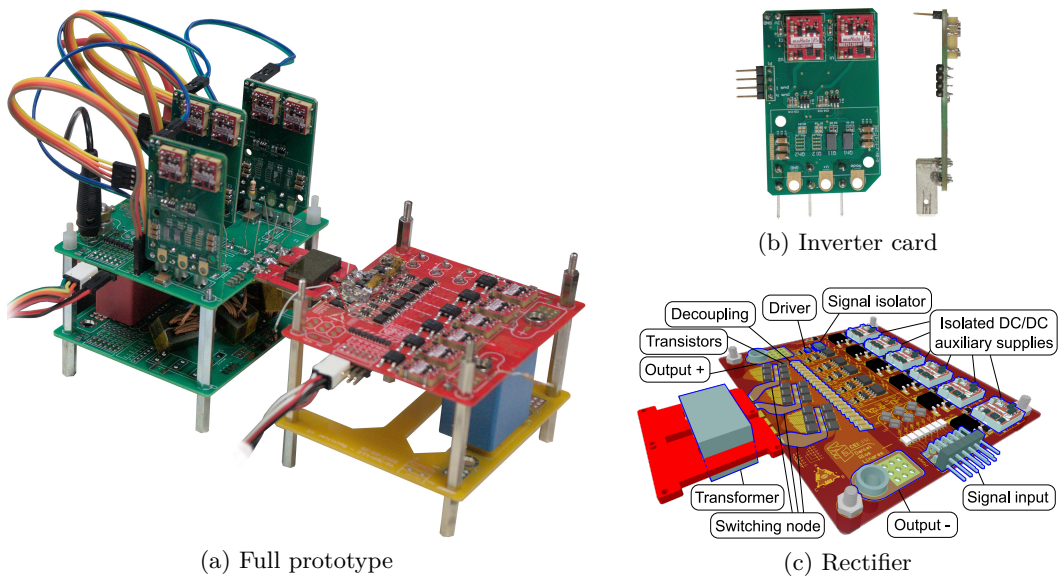 (a) Full prototype
(b) Inverter card
Signal isolator
Driver
Decoupling
Isolated DC/DC
auxiliary supplies
Transistors
Output +
Transformer
Signal input
Switching node
Output -
(c) Rectifier